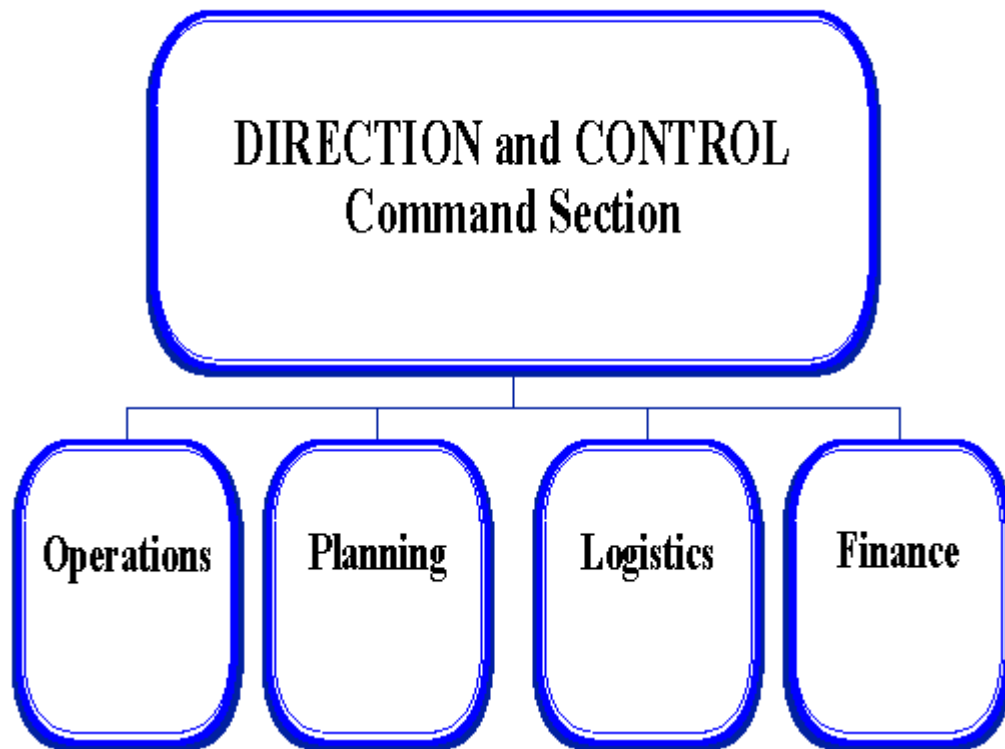 DIRECTION and CONTROL
Command Section
Operations
Planning
Logistics
Finance